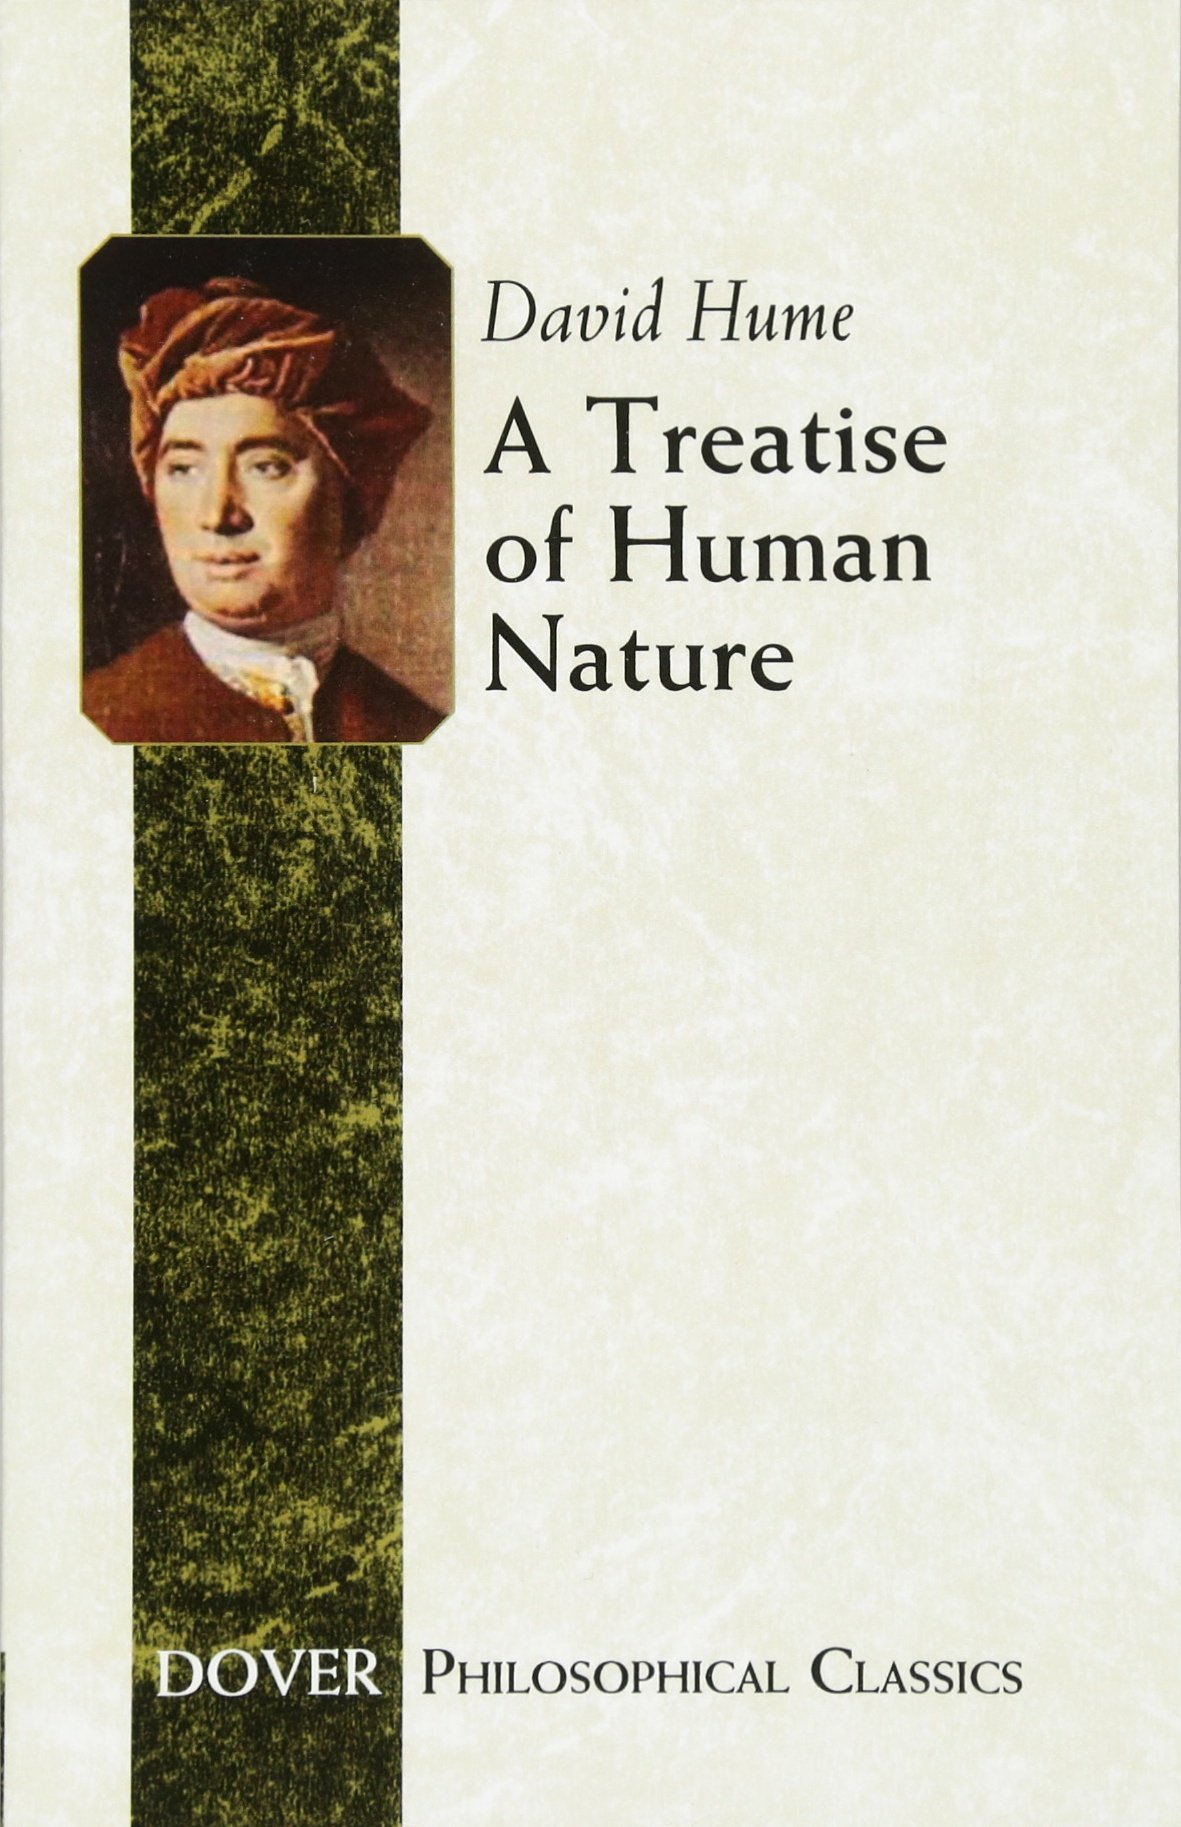 David Hume
A Treatise
of Human
Nature
DOVER PHILOSOPHICAL CLASSICS